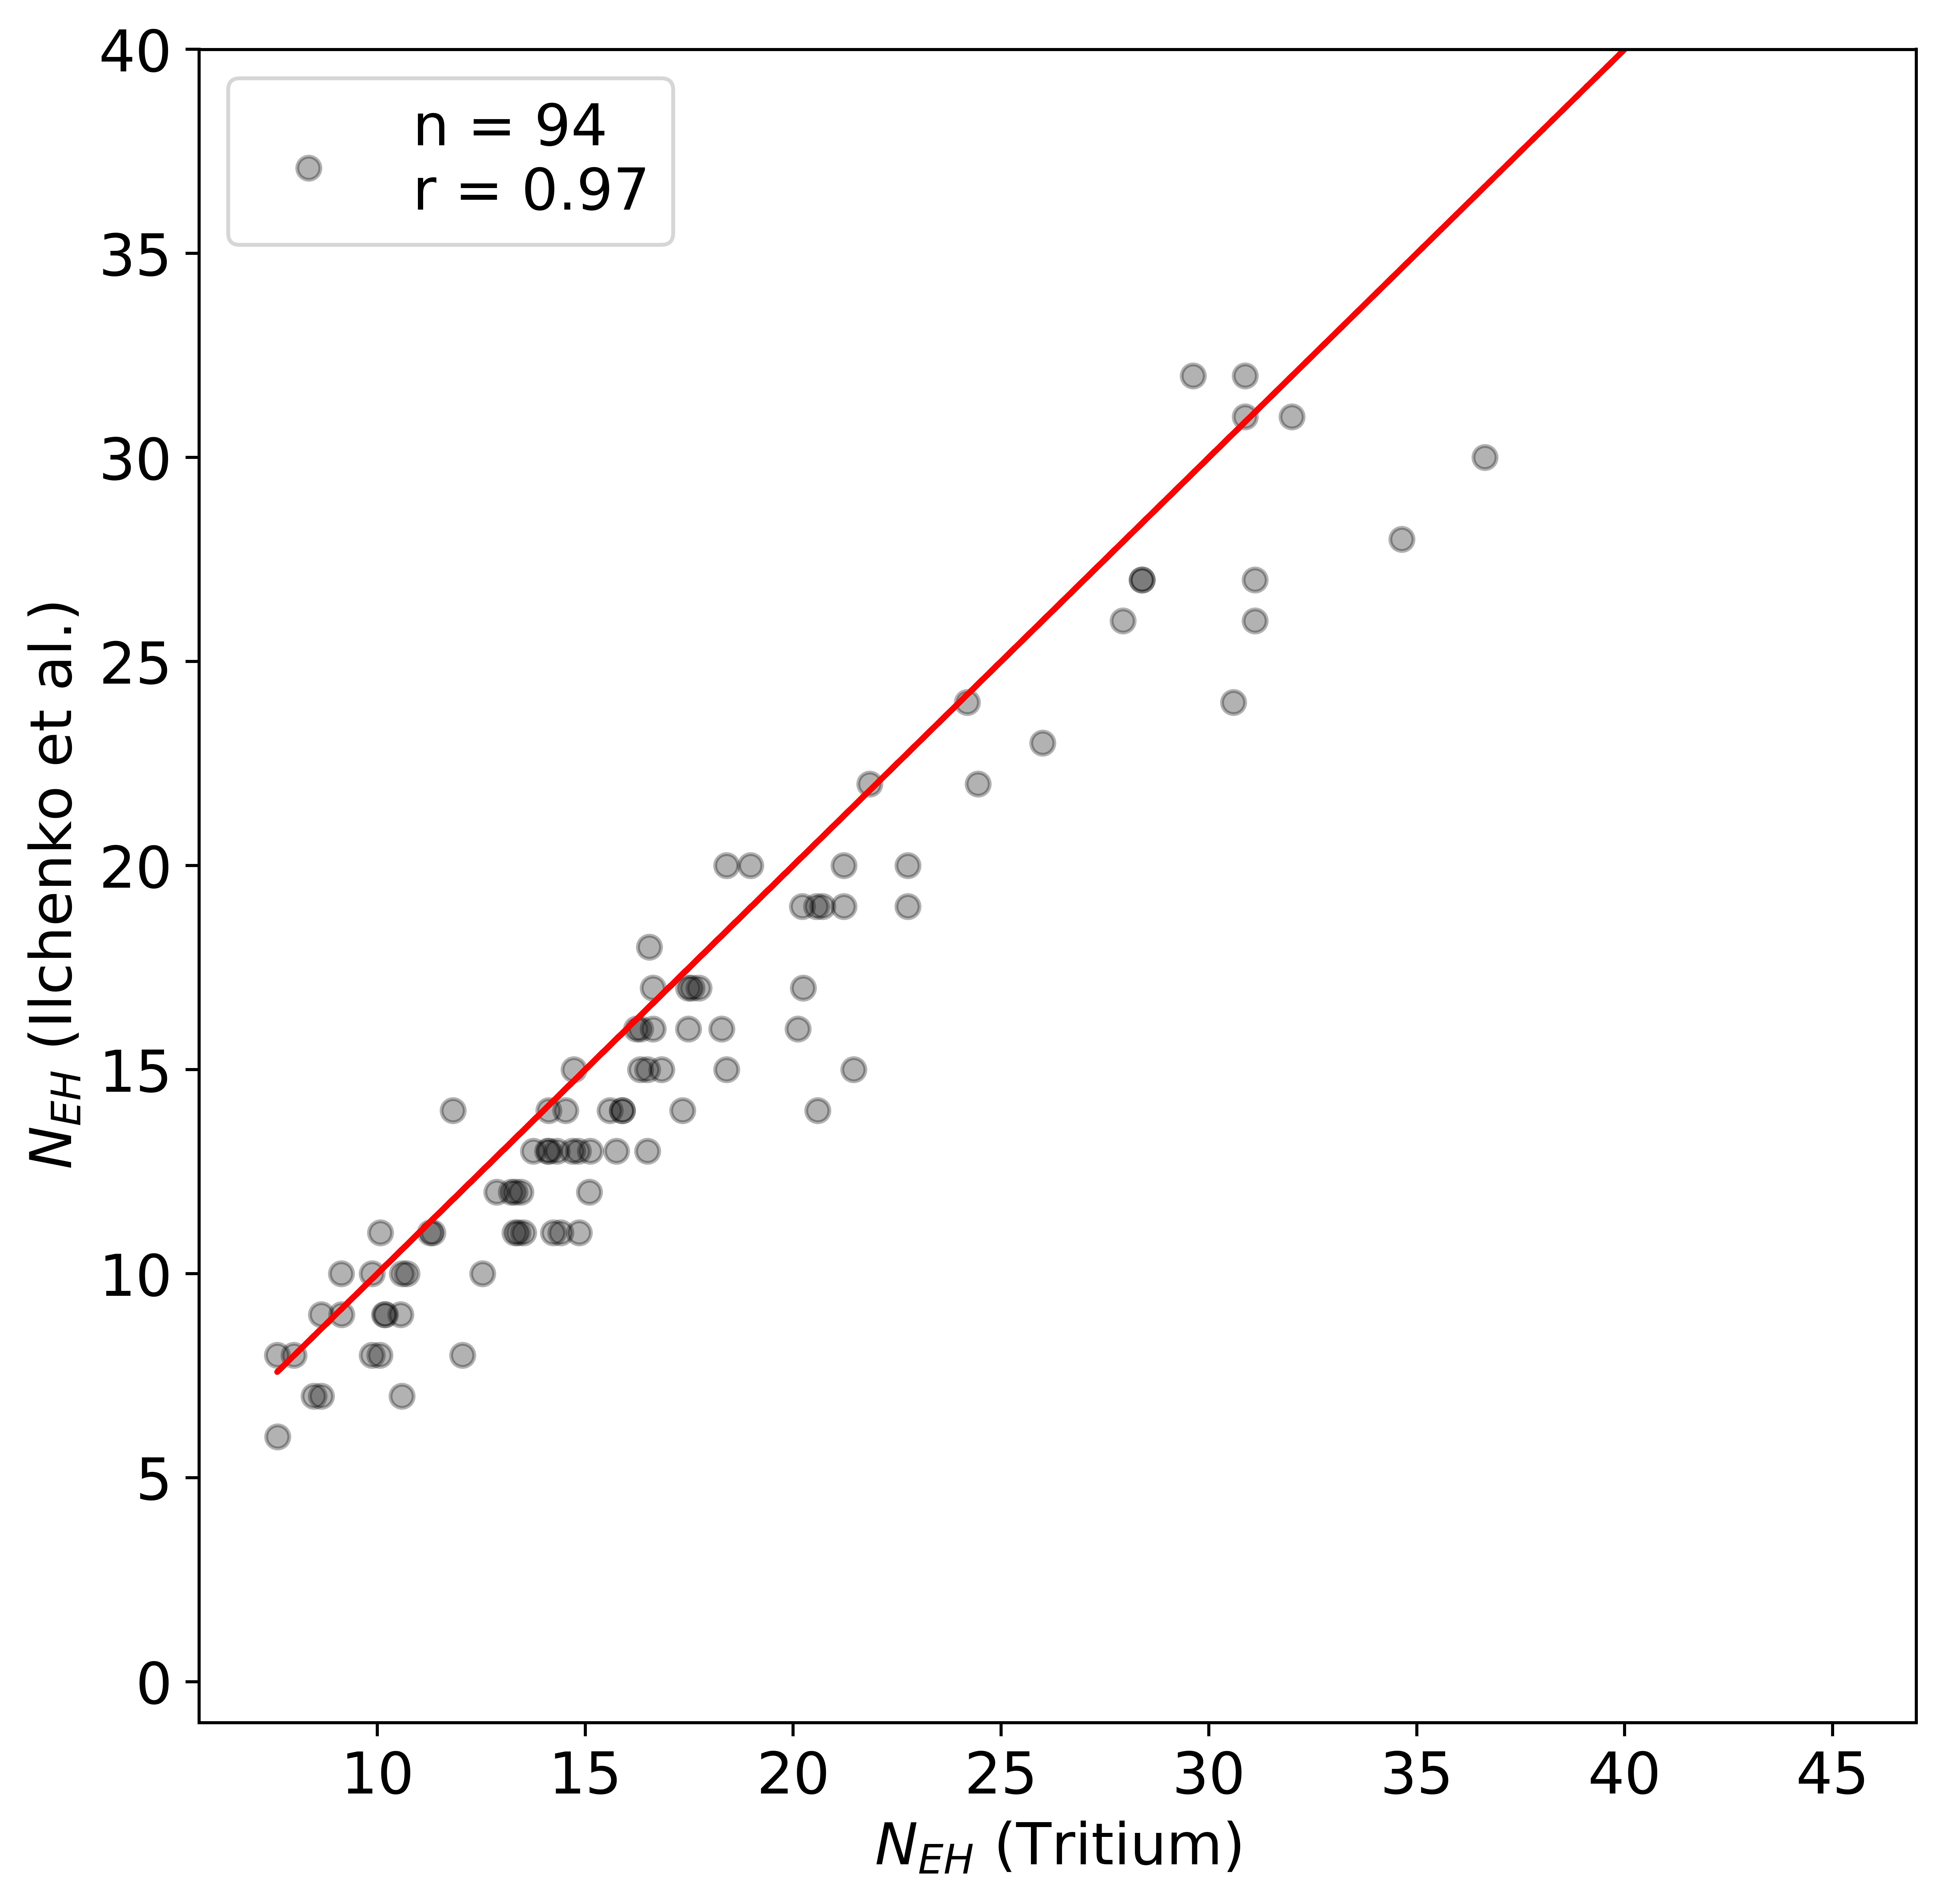 n = 94
r = 0.97
40
35
30
25
20
15
10
5
0
N_EH (Ilchenko et al.)
10 15 20 25 30 35 40 45
N_EH (Tritium)